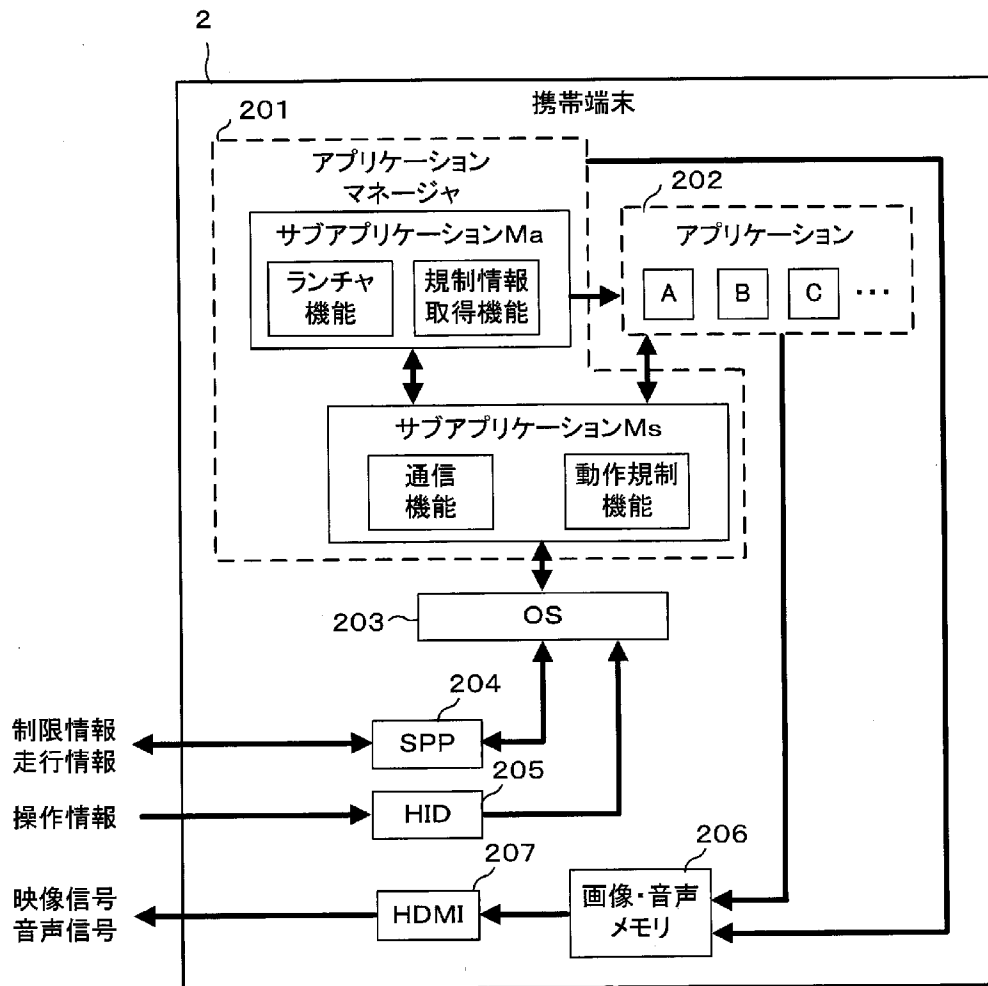 2
携帯端末
201
アプリケーション
マネージャ
202
アプリケーション
A B C ・・・
サブアプリケーションMa
ランチャ
機能
規制情報
取得機能
サブアプリケーションMs
通信
機能
動作規制
機能
203
OS
204
SPP
制限情報
走行情報
205
HID
操作情報
206
画像・音声
メモリ
207
HDMI
映像信号
音声信号